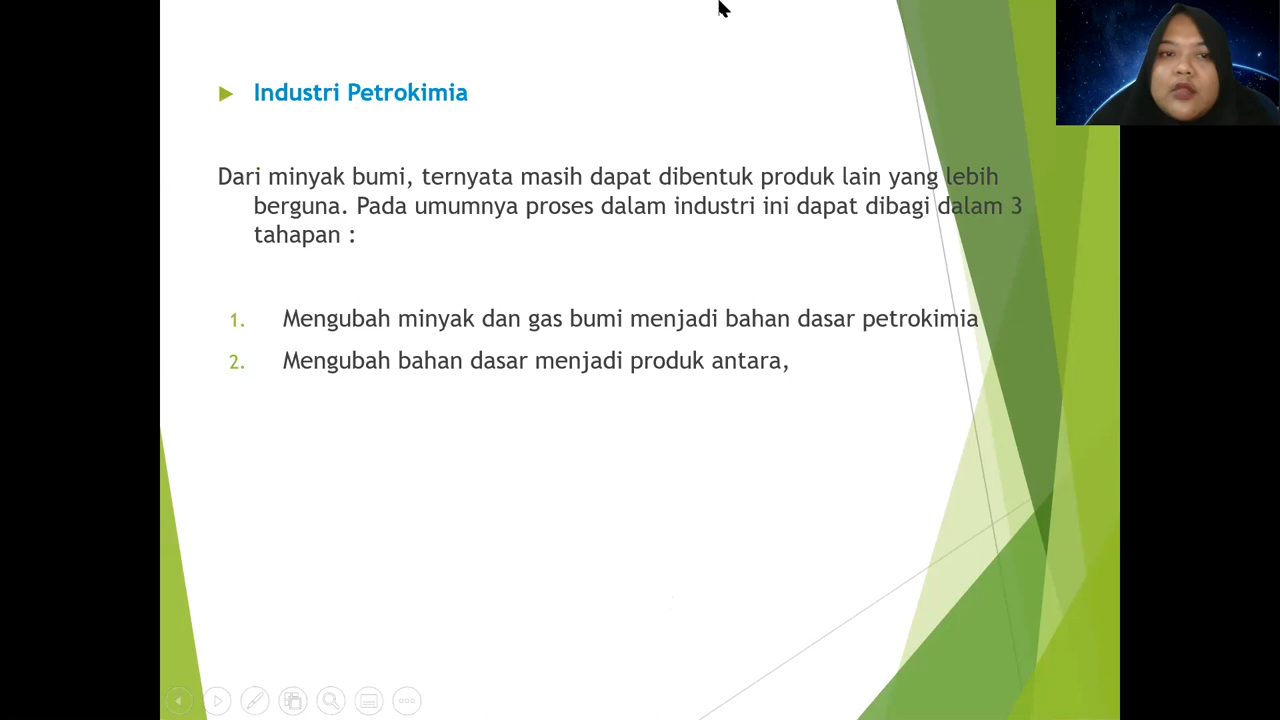 Industri Petrokimia
Dari minyak bumi, ternyata masih dapat dibentuk produk lain yang lebih
berguna. Pada umumnya proses dalam industri ini dapat dibagi dalam 3
tahapan :
1. Mengubah minyak dan gas bumi menjadi bahan dasar petrokimia
2. Mengubah bahan dasar menjadi produk antara,